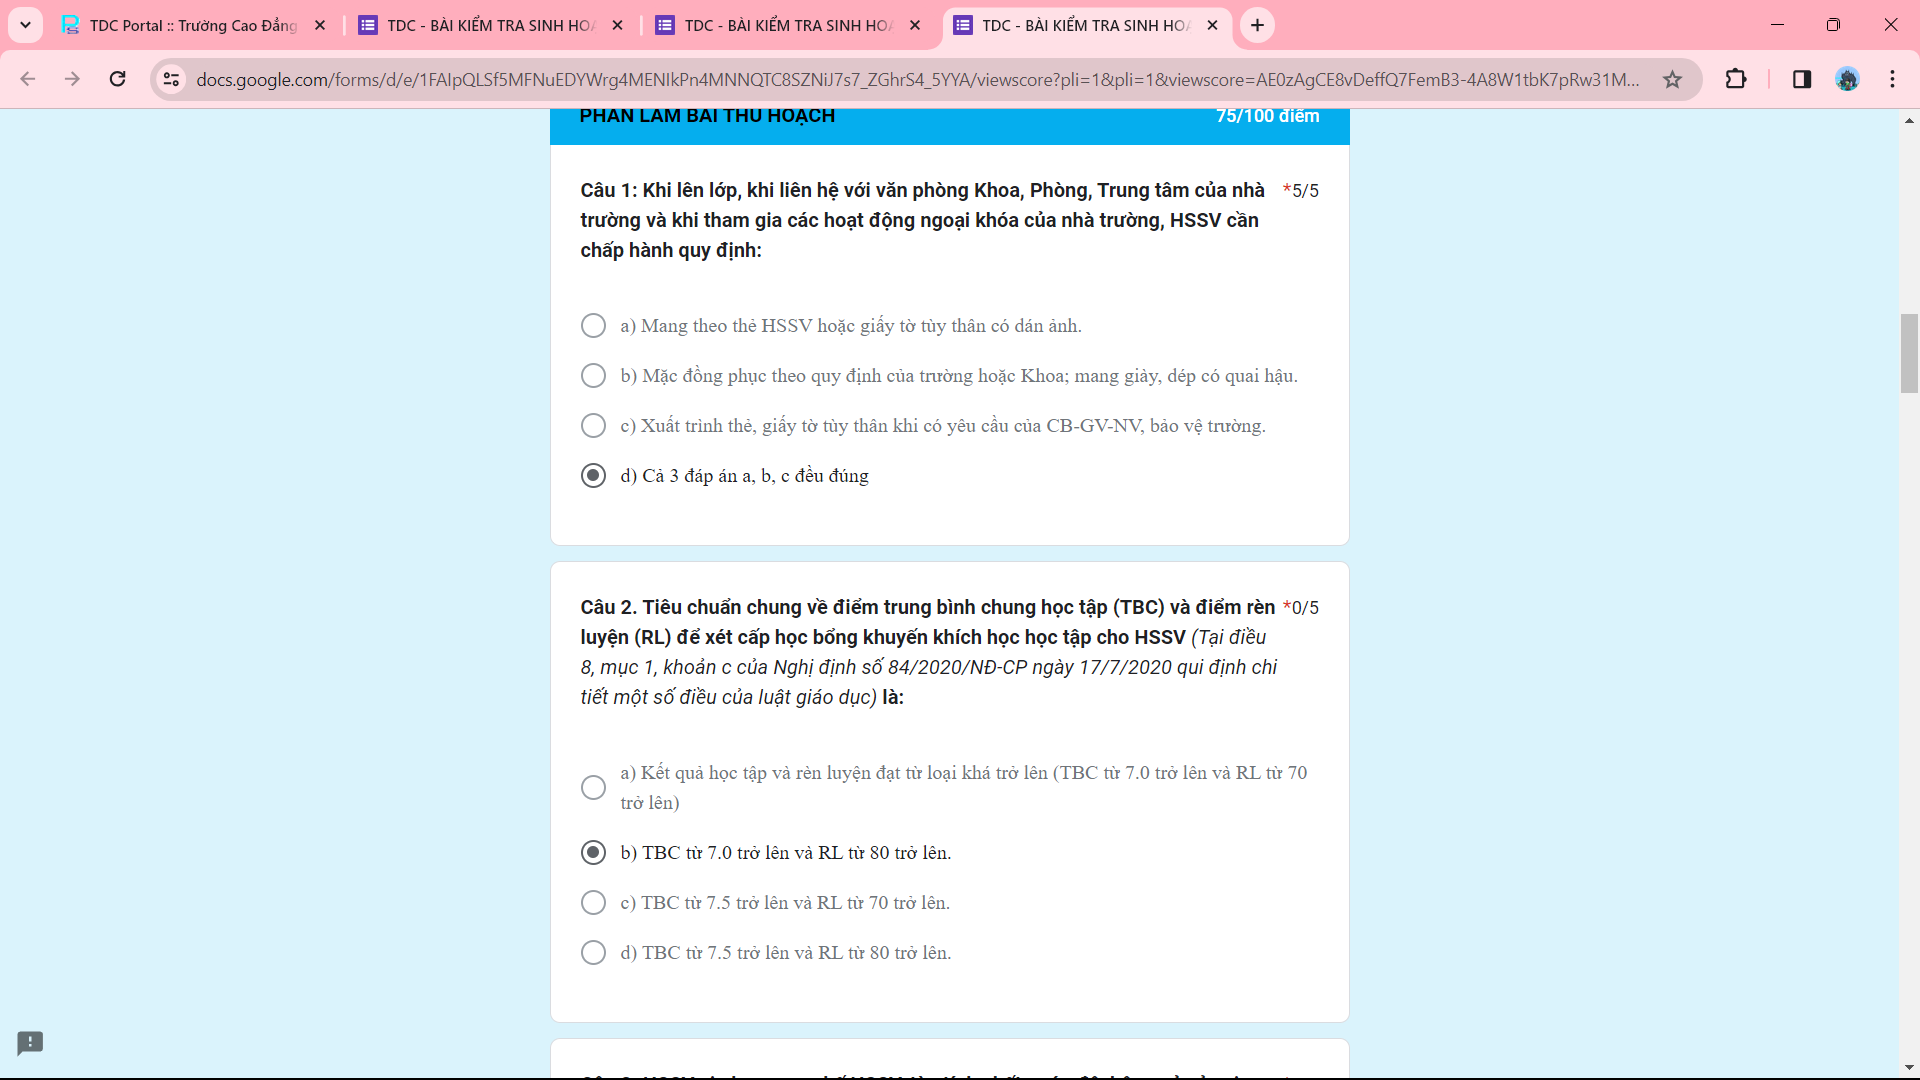 TDC Portal :: Trường Cao Đẳng
TDC - BÀI KIỂM TRA SINH HOẠ
TDC - BÀI KIỂM TRA SINH HOẠ
TDC - BÀI KIỂM TRA SINH HOẠ
docs.google.com/forms/d/e/1FAIpQLSf5MFNuEDYWrg4MENIkPn4MNNQTC8SZNiJ7s7_ZGhrS4_5YYA/viewscore?pli=1&pli=1&viewscore=AE0zAgCE8vDeffQ7FemB3-4A8W1tbK7pRw31M...
PHẦN LÀM BÀI THU HOẠCH 75/100 điểm
Câu 1: Khi lên lớp, khi liên hệ với văn phòng Khoa, Phòng, Trung tâm của nhà *5/5
trường và khi tham gia các hoạt động ngoại khóa của nhà trường, HSSV cần
chấp hành quy định:
a) Mang theo thẻ HSSV hoặc giấy tờ tùy thân có dán ảnh.
b) Mặc đồng phục theo quy định của trường hoặc Khoa; mang giày, dép có quai hậu.
c) Xuất trình thẻ, giấy tờ tùy thân khi có yêu cầu của CB-GV-NV, bảo vệ trường.
d) Cả 3 đáp án a, b, c đều đúng
Câu 2. Tiêu chuẩn chung về điểm trung bình chung học tập (TBC) và điểm rèn *0/5
luyện (RL) để xét cấp học bổng khuyến khích học học tập cho HSSV (Tại điều
8, mục 1, khoản c của Nghị định số 84/2020/NĐ-CP ngày 17/7/2020 qui định chi
tiết một số điều của luật giáo dục) là:
a) Kết quả học tập và rèn luyện đạt từ loại khá trở lên (TBC từ 7.0 trở lên và RL từ 70
trở lên)
b) TBC từ 7.0 trở lên và RL từ 80 trở lên.
c) TBC từ 7.5 trở lên và RL từ 70 trở lên.
d) TBC từ 7.5 trở lên và RL từ 80 trở lên.